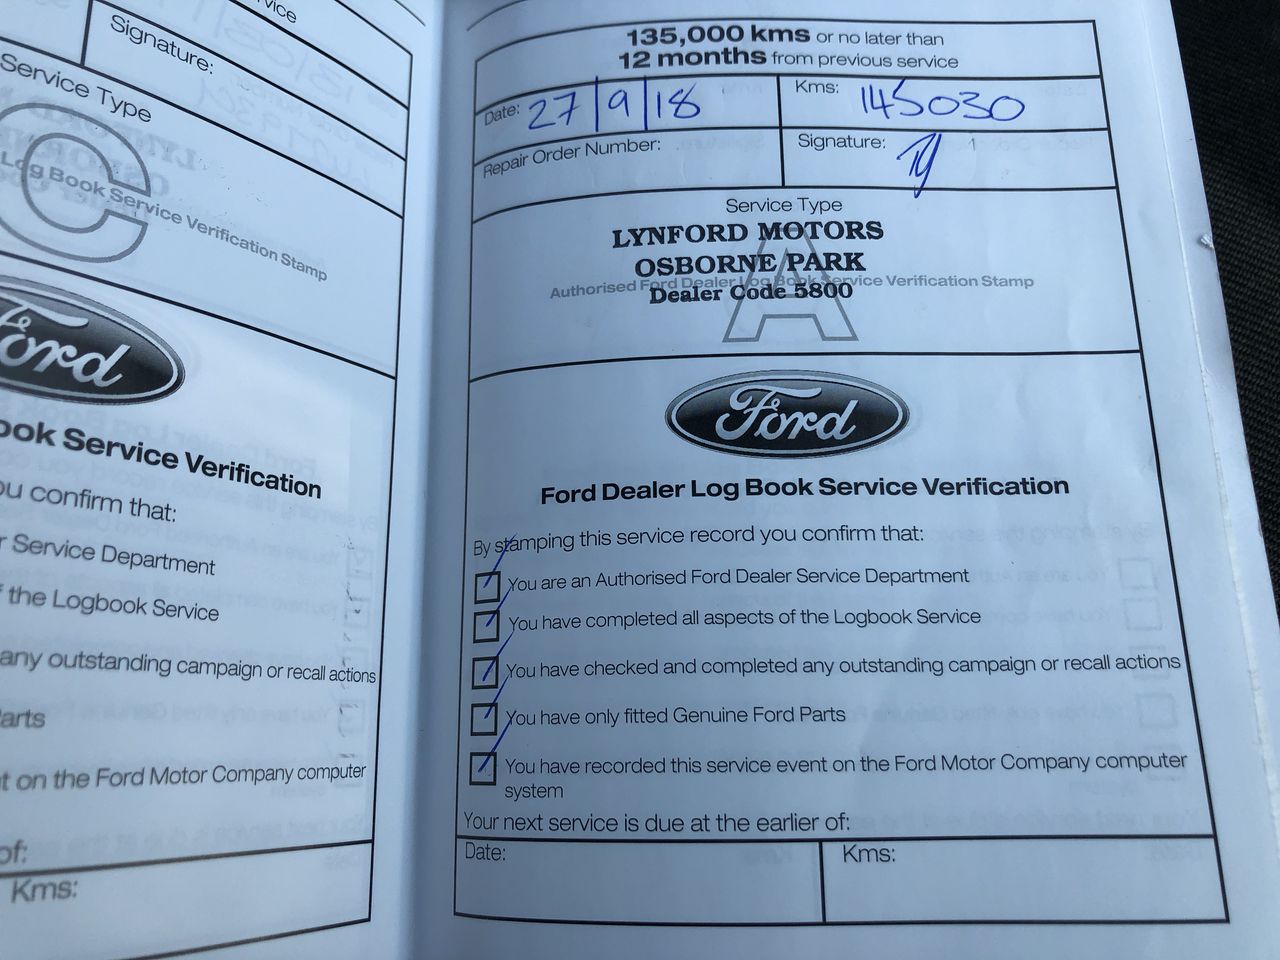 vice
Signature:
Service Type
C
Log Book Service Verification Stamp
Ford
ook Service Verification
ou confirm that:
r Service Department
f the Logbook Service
any outstanding campaign or recall actions
arts
t on the Ford Motor Company computer
of:
Kms:
135,000 kms or no later than
12 months from previous service
Date: 27/9/18 Kms: 145030
Repair Order Number: Signature:
Service Type
LYNFORD MOTORS
OSBORNE PARK
Authorised Ford Dealer Log Book Service Verification Stamp
Dealer Code 5800
A
Ford
Ford Dealer Log Book Service Verification
By stamping this service record you confirm that:
You are an Authorised Ford Dealer Service Department
You have completed all aspects of the Logbook Service
You have checked and completed any outstanding campaign or recall actions
You have only fitted Genuine Ford Parts
You have recorded this service event on the Ford Motor Company computer
system
Your next service is due at the earlier of:
Date: Kms: